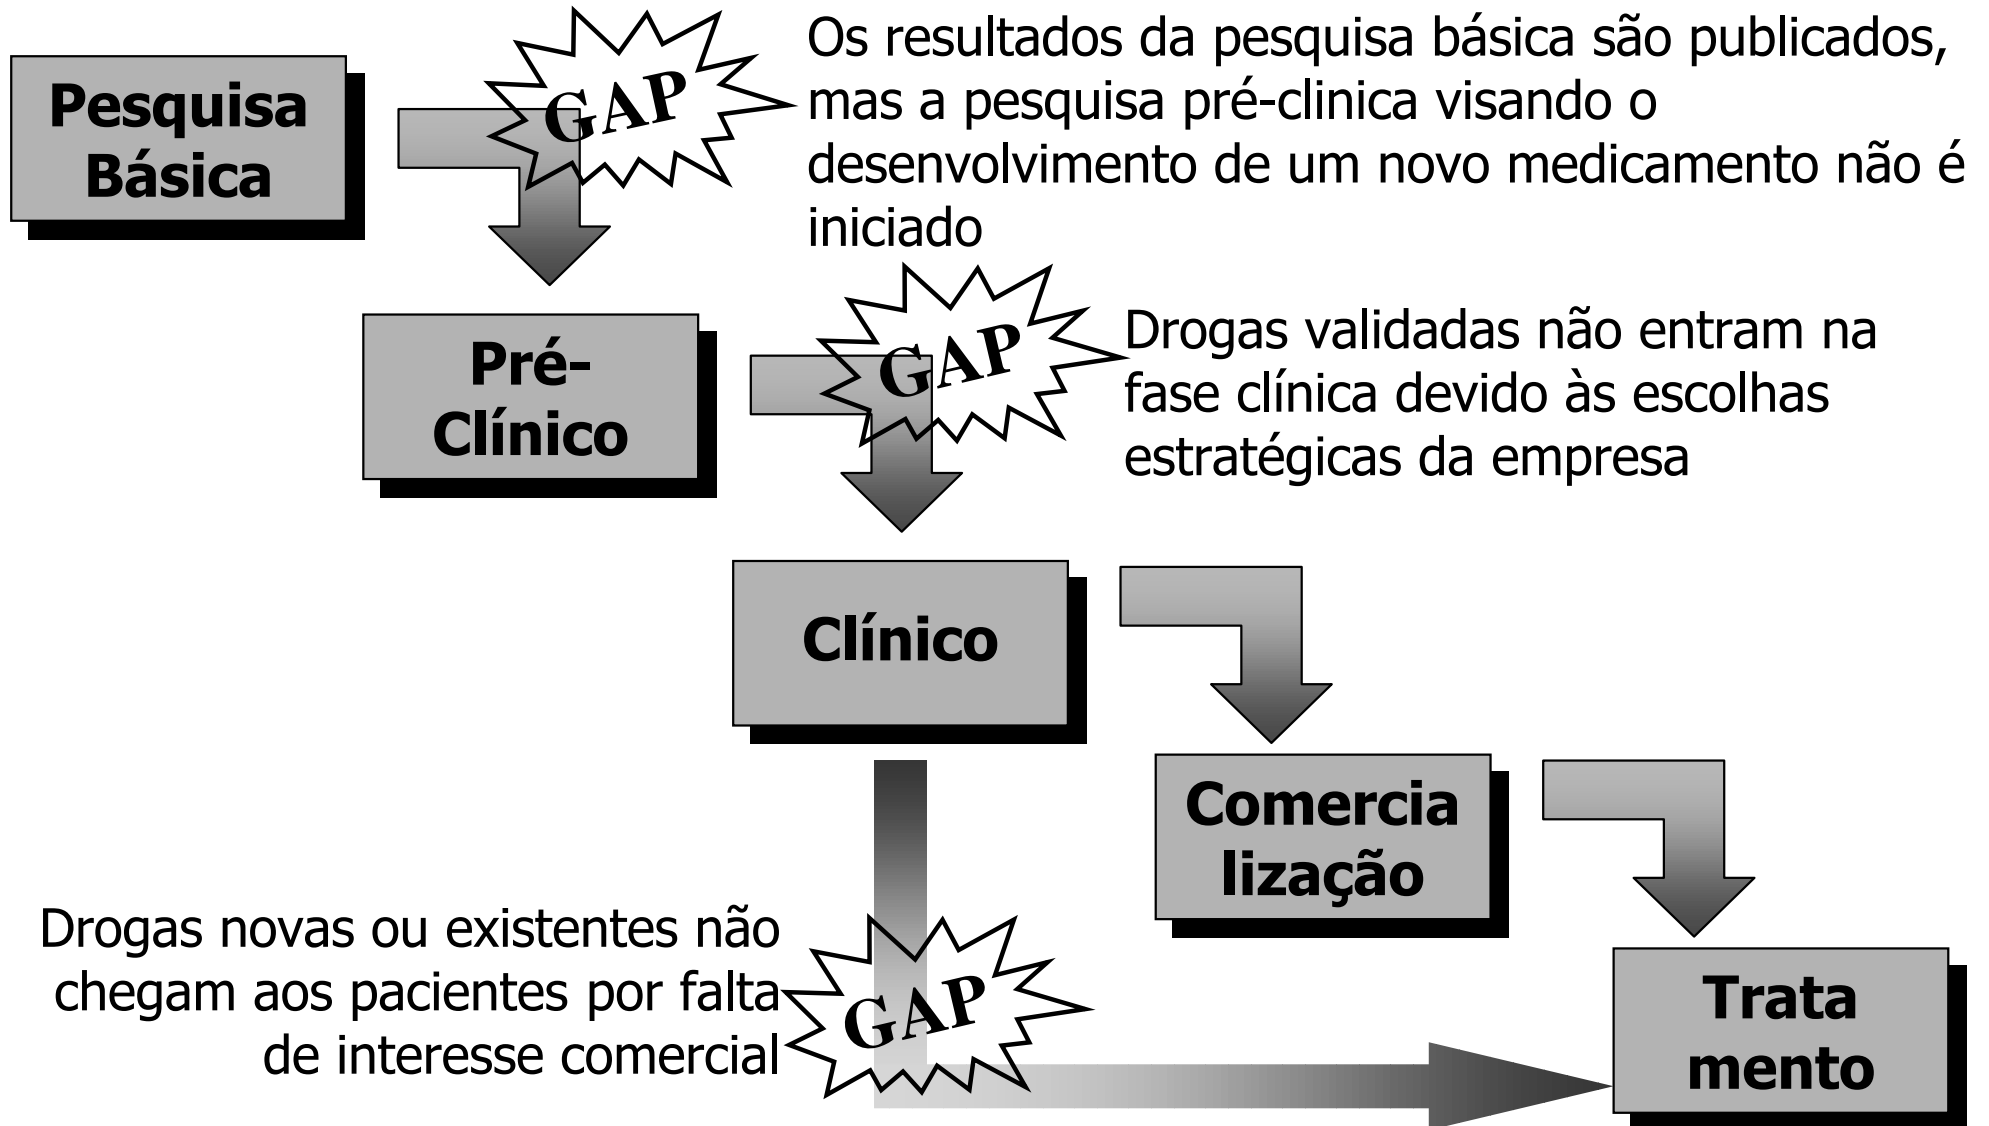 Pesquisa
Básica
GAP
Os resultados da pesquisa básica são publicados,
mas a pesquisa pré-clinica visando o
desenvolvimento de um novo medicamento não é
iniciado
Pré-
Clínico
GAP
Drogas validadas não entram na
fase clínica devido às escolhas
estratégicas da empresa
Clínico
Comercia
lização
Drogas novas ou existentes não
chegam aos pacientes por falta
de interesse comercial
GAP
Trata
mento